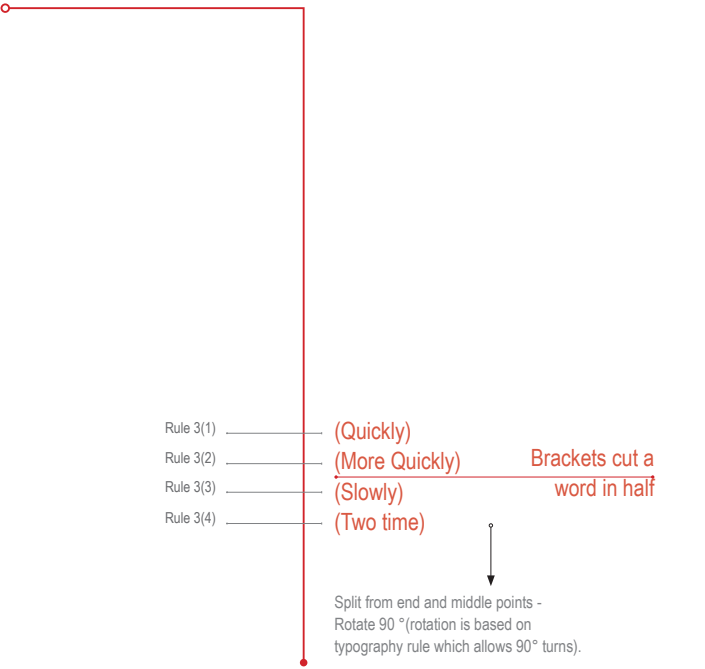 Rule 3(1) (Quickly)
Rule 3(2) (More Quickly) Brackets cut a
Rule 3(3) (Slowly) word in half
Rule 3(4) (Two time)
Split from end and middle points -
Rotate 90 °(rotation is based on
typography rule which allows 90° turns).